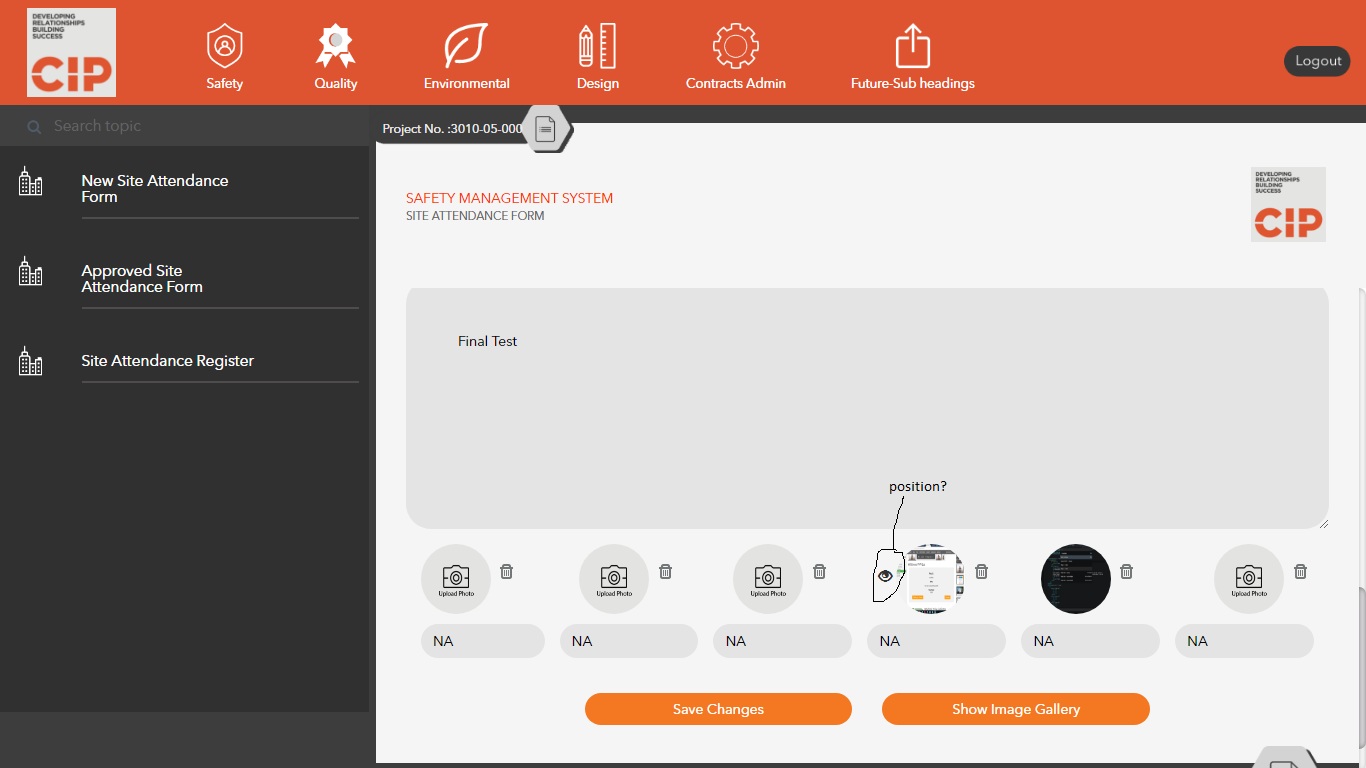 DEVELOPING
RELATIONSHIPS
BUILDING
SUCCESS
CIP
Safety
Quality
Environmental
Design
Contracts Admin
Future-Sub headings
Logout
Search topic
Project No. :3010-05-000
New Site Attendance
Form
Approved Site
Attendance Form
Site Attendance Register
SAFETY MANAGEMENT SYSTEM
SITE ATTENDANCE FORM
DEVELOPING
RELATIONSHIPS
BUILDING
SUCCESS
CIP
Final Test
position?
Upload Photo
Upload Photo
Upload Photo
Upload Photo
NA
NA
NA
NA
NA
NA
Save Changes
Show Image Gallery